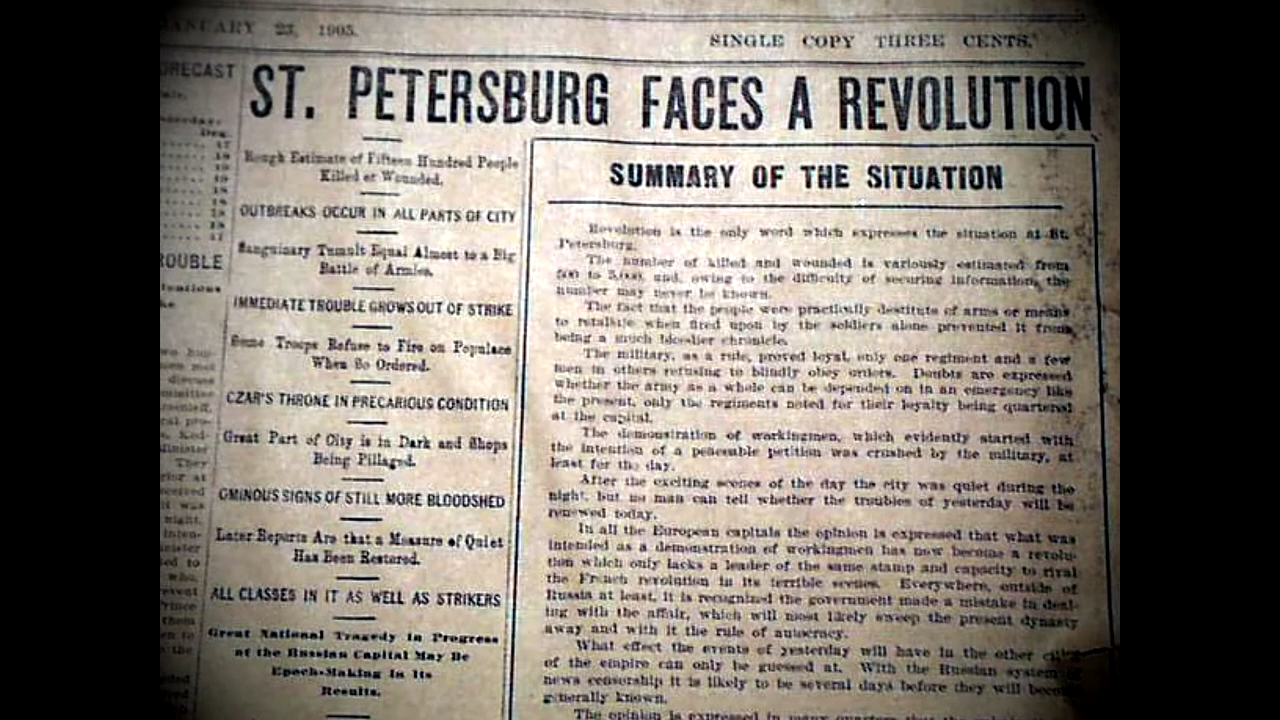 JANUARY 23, 1905.
SINGLE COPY THREE CENTS.
ST. PETERSBURG FACES A REVOLUTION
Rough Estimate of Fifteen Hundred People
Killed or Wounded.
OUTBREAKS OCCUR IN ALL PARTS OF CITY
Sanguinary Tumult Equal Almost to a Big
Battle of Armies.
IMMEDIATE TROUBLE GROWS OUT OF STRIKE
Some Troops Refuse to Fire on Populace
When So Ordered.
CZAR'S THRONE IN PRECARIOUS CONDITION
Great Part of City is in Dark and Shops
Being Pillaged.
OMINOUS SIGNS OF STILL MORE BLOODSHED
Later Reports Are that a Measure of Quiet
Has Been Restored.
ALL CLASSES IN IT AS WELL AS STRIKERS
Great National Tragedy in Progress
at the Russian Capital May Be
Epoch-Making in Its
Results.
SUMMARY OF THE SITUATION
Revolution is the only word which expresses the situation at St.
Petersburg.
The number of killed and wounded is variously estimated from
500 to 5,000 and, owing to the difficulty of securing information, the
number may never be known.
The fact that the people were practically destitute of arms or means
to retaliate when fired upon by the soldiers alone prevented it from
being a much bloodier chronicle.
The military, as a rule, proved loyal, only one regiment and a few
men in others refusing to blindly obey orders. Doubts are expressed
whether the army as a whole can be depended on in an emergency like
the present, only the regiments noted for their loyalty being quartered
at the capital.
The demonstration of workingmen, which evidently started with
the intention of a peaceable petition was crushed by the military, at
least for the day.
After the exciting scenes of the day the city was quiet during the
night, but no man can tell whether the troubles of yesterday will be
renewed today.
In all the European capitals the opinion is expressed that what was
intended as a demonstration of workingmen has now become a revolu-
tion which only lacks a leader of the same stamp and capacity to rival
the French revolution in its terrible scenes. Everywhere, outside of
Russia at least, it is recognized the government made a mistake in deal-
ing with the affair, which will most likely sweep the present dynasty
away and with it the rule of autocracy.
What effect the events of yesterday will have in the other cities
of the empire can only be guessed at. With the Russian system of
news censorship it is likely to be several days before they will become
generally known.
The opinion is expressed in many quarters that the